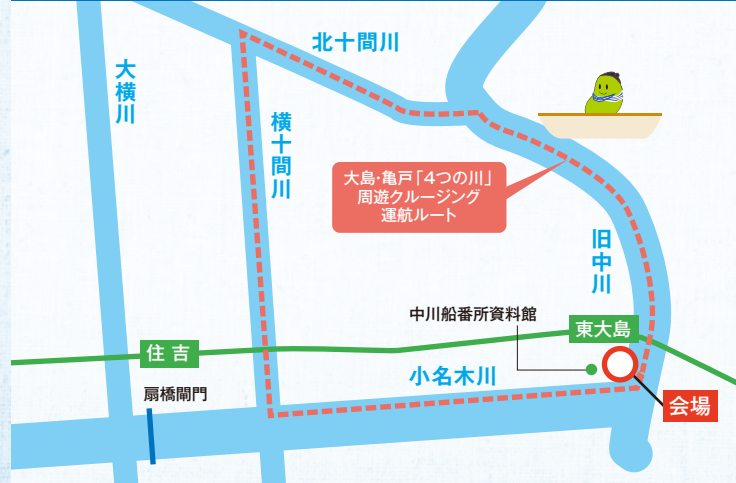 北十間川
大横川
横十間川
大島・亀戸「4つの川」
周遊クルージング
運航ルート
旧中川
中川船番所資料館
東大島
住吉
小名木川
扇橋閘門
会場